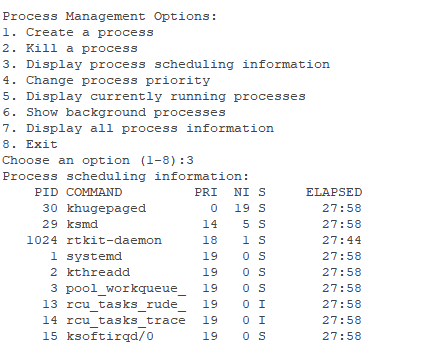 Process Management Options:
1. Create a process
2. Kill a process
3. Display process scheduling information
4. Change process priority
5. Display currently running processes
6. Show background processes
7. Display all process information
8. Exit
Choose an option (1-8):3
Process scheduling information:
    PID COMMAND         PRI  NI S     ELAPSED
     30 khugepaged        0  19 S       27:58
     29 ksmd             14   5 S       27:58
   1024 rtkit-daemon     18   1 S       27:44
      1 systemd          19   0 S       27:58
      2 kthreadd         19   0 S       27:58
      3 pool_workqueue_  19   0 S       27:58
     13 rcu_tasks_rude_  19   0 I       27:58
     14 rcu_tasks_trace  19   0 I       27:58
     15 ksoftirqd/0      19   0 S       27:58